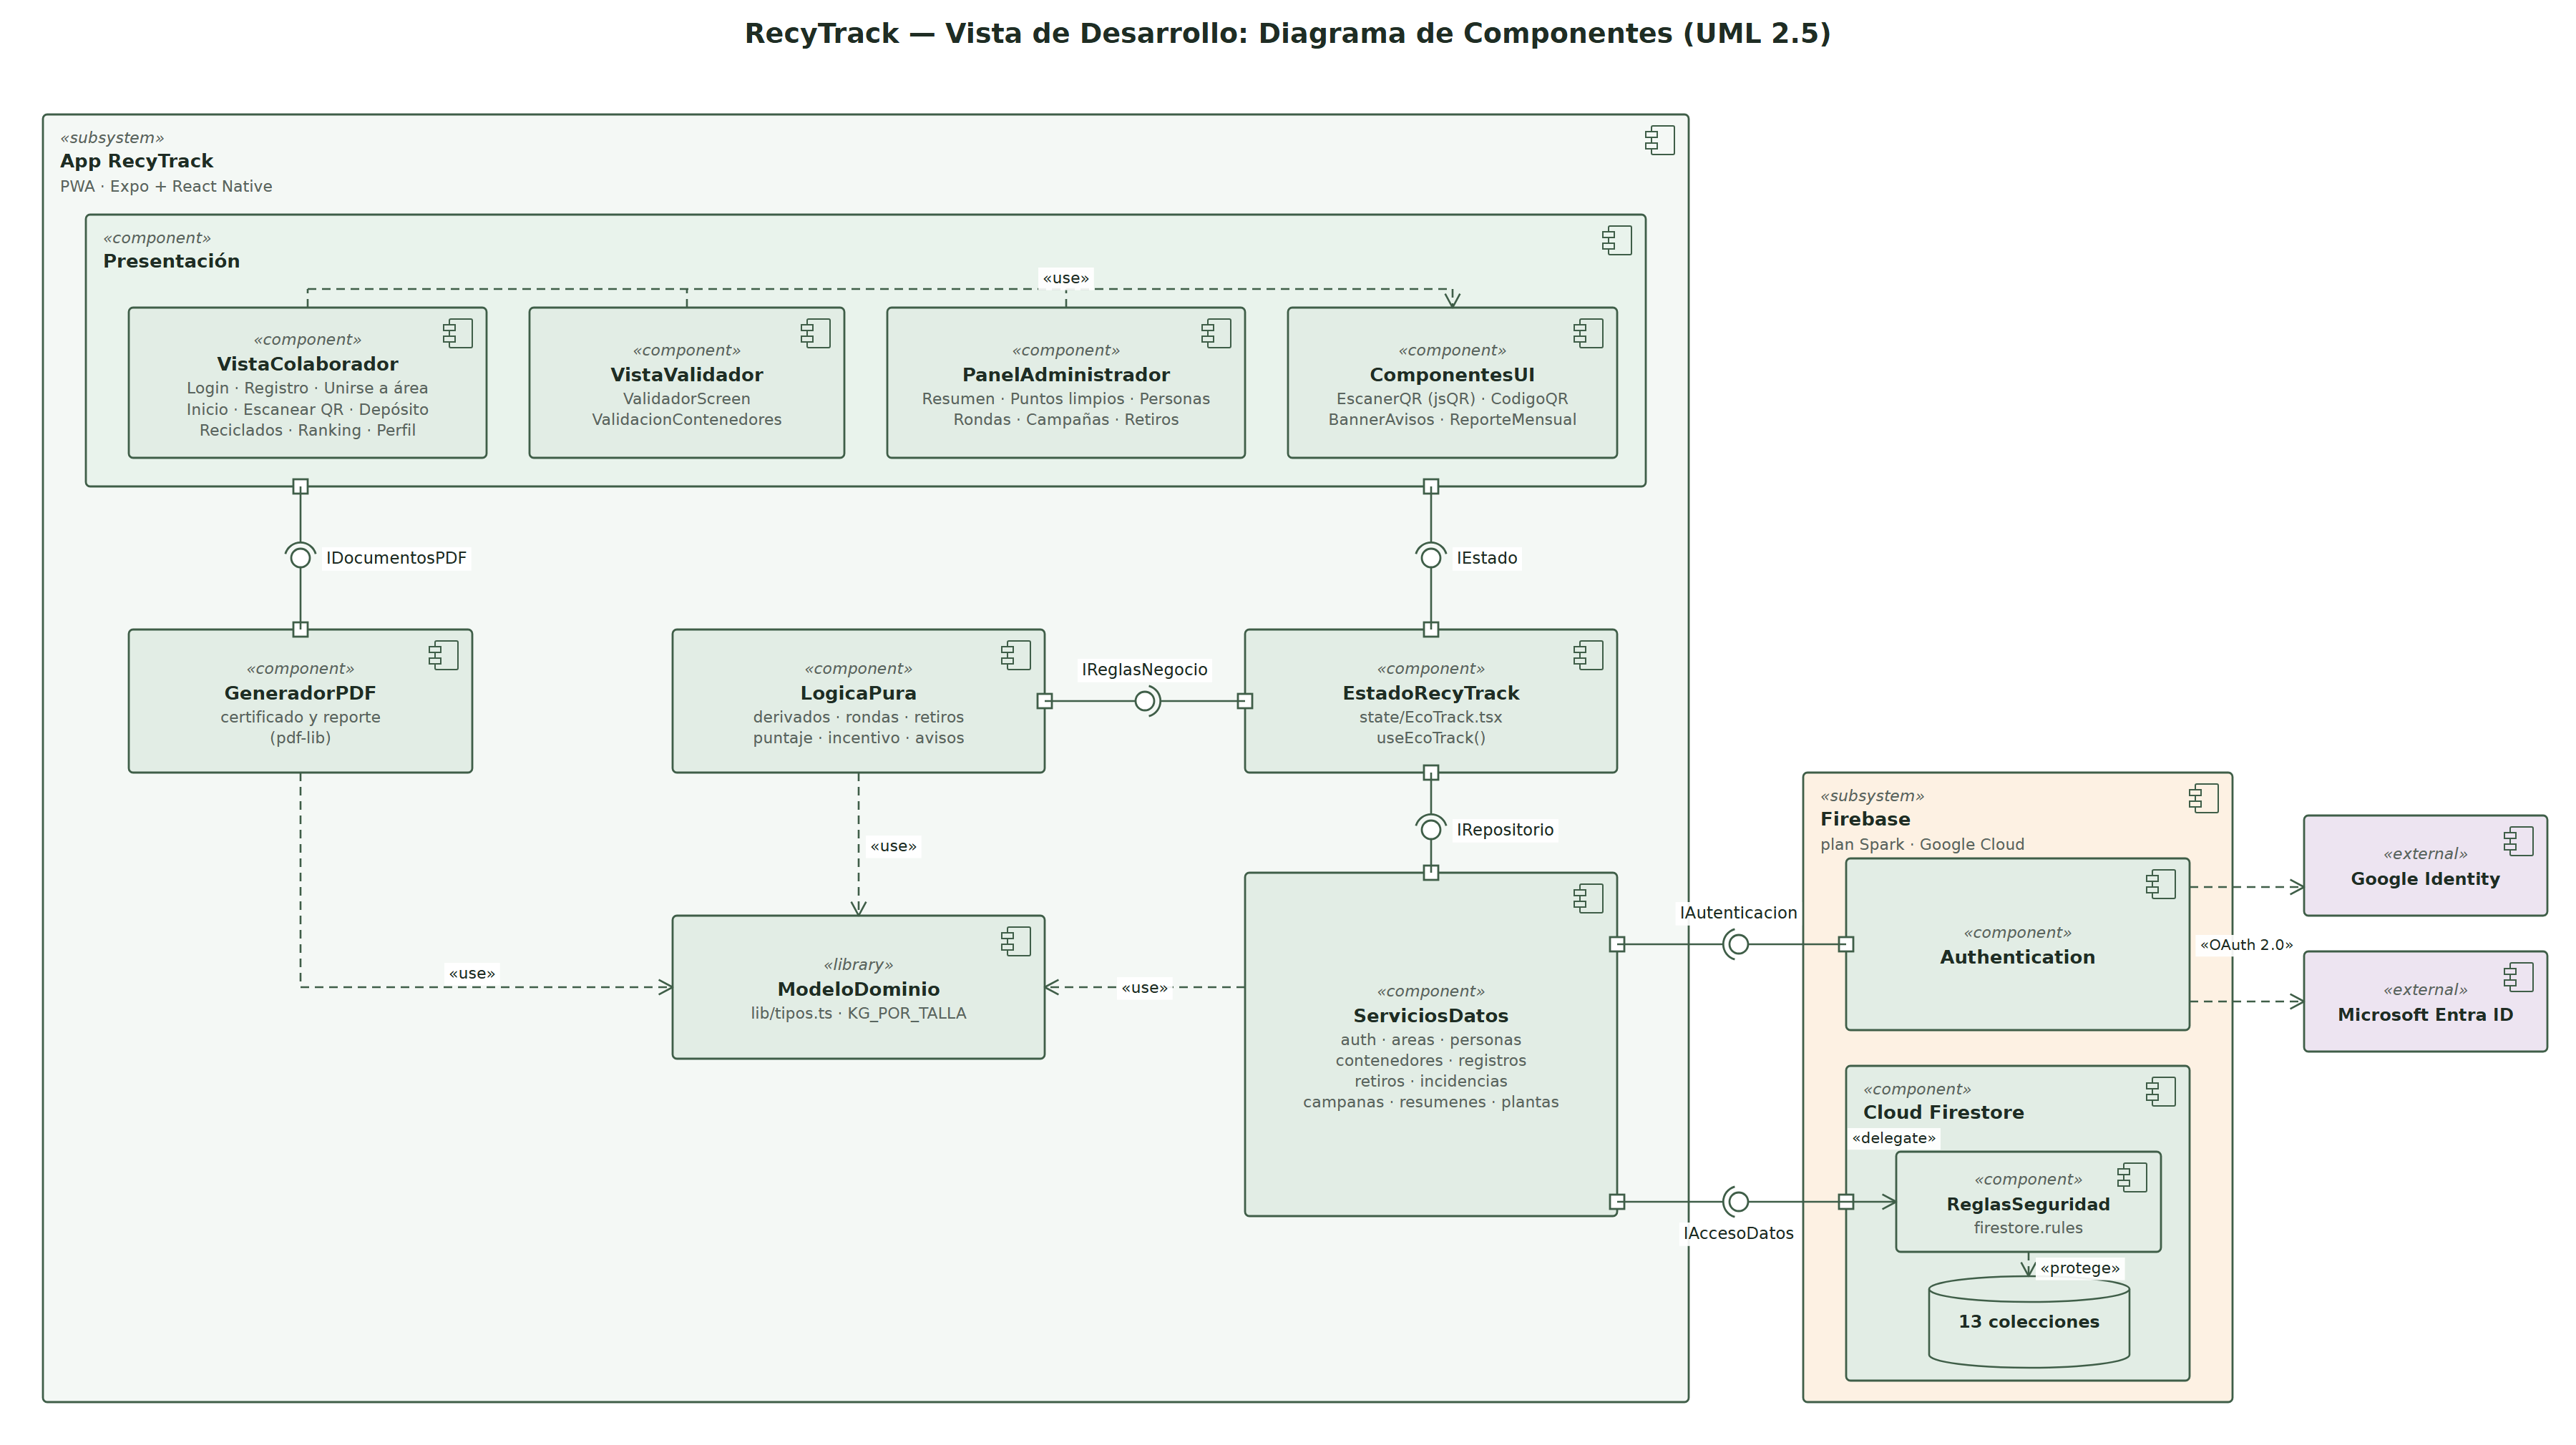 RecyTrack — Vista de Desarrollo: Diagrama de Componentes (UML 2.5)
«subsystem»
App RecyTrack
PWA · Expo + React Native
«component»
Presentación
«use»
«component»
VistaColaborador
Login · Registro · Unirse a área
Inicio · Escanear QR · Depósito
Reciclados · Ranking · Perfil
«component»
VistaValidador
ValidadorScreen
ValidacionContenedores
«component»
PanelAdministrador
Resumen · Puntos limpios · Personas
Rondas · Campañas · Retiros
«component»
ComponentesUI
EscanerQR (jsQR) · CodigoQR
BannerAvisos · ReporteMensual
IDocumentosPDF
IEstado
«component»
GeneradorPDF
certificado y reporte
(pdf-lib)
«component»
LogicaPura
derivados · rondas · retiros
puntaje · incentivo · avisos
IReglasNegocio
«component»
EstadoRecyTrack
state/EcoTrack.tsx
useEcoTrack()
«use»
IRepositorio
«use»
«library»
ModeloDominio
lib/tipos.ts · KG_POR_TALLA
«use»
«component»
ServiciosDatos
auth · areas · personas
contenedores · registros
retiros · incidencias
campanas · resumenes · plantas
IAutenticacion
IAccesoDatos
«subsystem»
Firebase
plan Spark · Google Cloud
«component»
Authentication
«OAuth 2.0»
«external»
Google Identity
«external»
Microsoft Entra ID
«component»
Cloud Firestore
«delegate»
«component»
ReglasSeguridad
firestore.rules
«protege»
13 colecciones